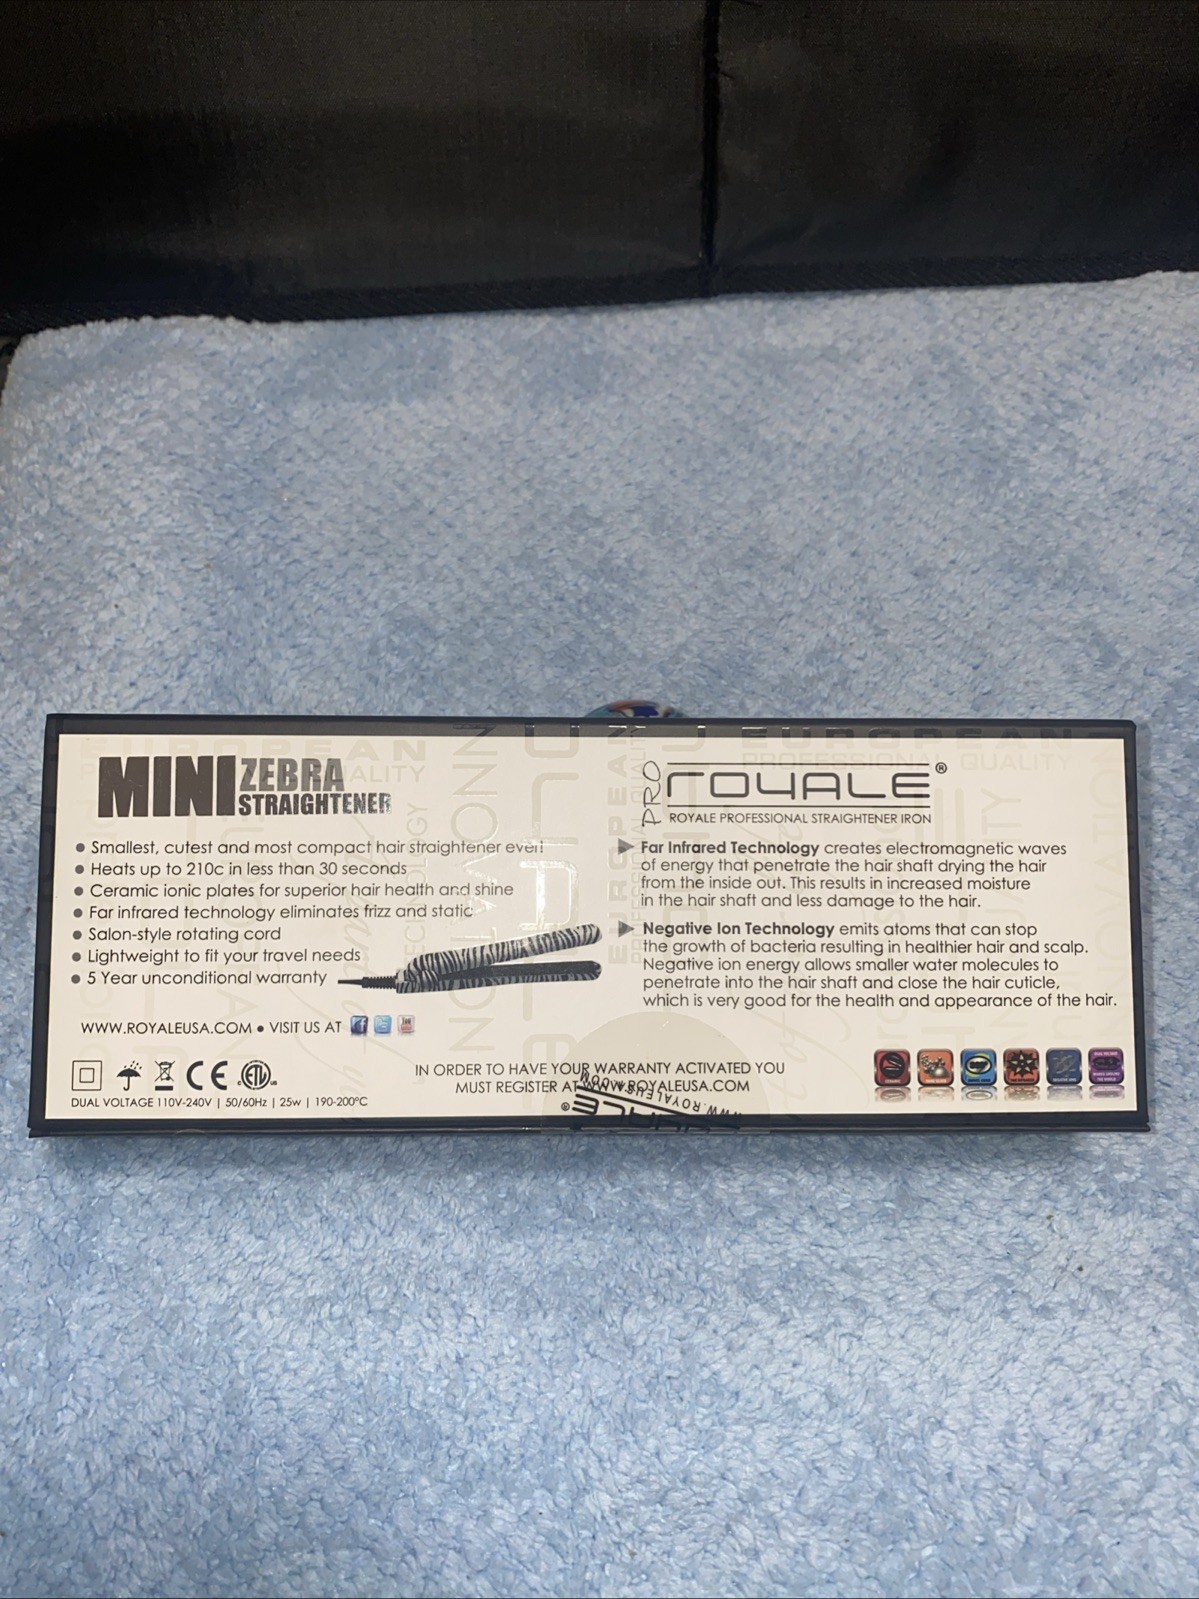 MINI ZEBRA
STRAIGHTENER
● Smallest, cutest and most compact hair straightener ever!
● Heats up to 210c in less than 30 seconds
● Ceramic ionic plates for superior hair health and shine
● Far infrared technology eliminates frizz and static
● Salon-style rotating cord
● Lightweight to fit your travel needs
● 5 Year unconditional warranty
WWW.ROYALEUSA.COM ● VISIT US AT
CE ETL
DUAL VOLTAGE 110V-240V | 50/60Hz | 25w | 190-200°C
PRO ROYALE®
ROYALE PROFESSIONAL STRAIGHTENER IRON
Far Infrared Technology creates electromagnetic waves
of energy that penetrate the hair shaft drying the hair
from the inside out. This results in increased moisture
in the hair shaft and less damage to the hair.
Negative Ion Technology emits atoms that can stop
the growth of bacteria resulting in healthier hair and scalp.
Negative ion energy allows smaller water molecules to
penetrate into the hair shaft and close the hair cuticle,
which is very good for the health and appearance of the hair.
IN ORDER TO HAVE YOUR WARRANTY ACTIVATED YOU
MUST REGISTER AT WWW.ROYALEUSA.COM